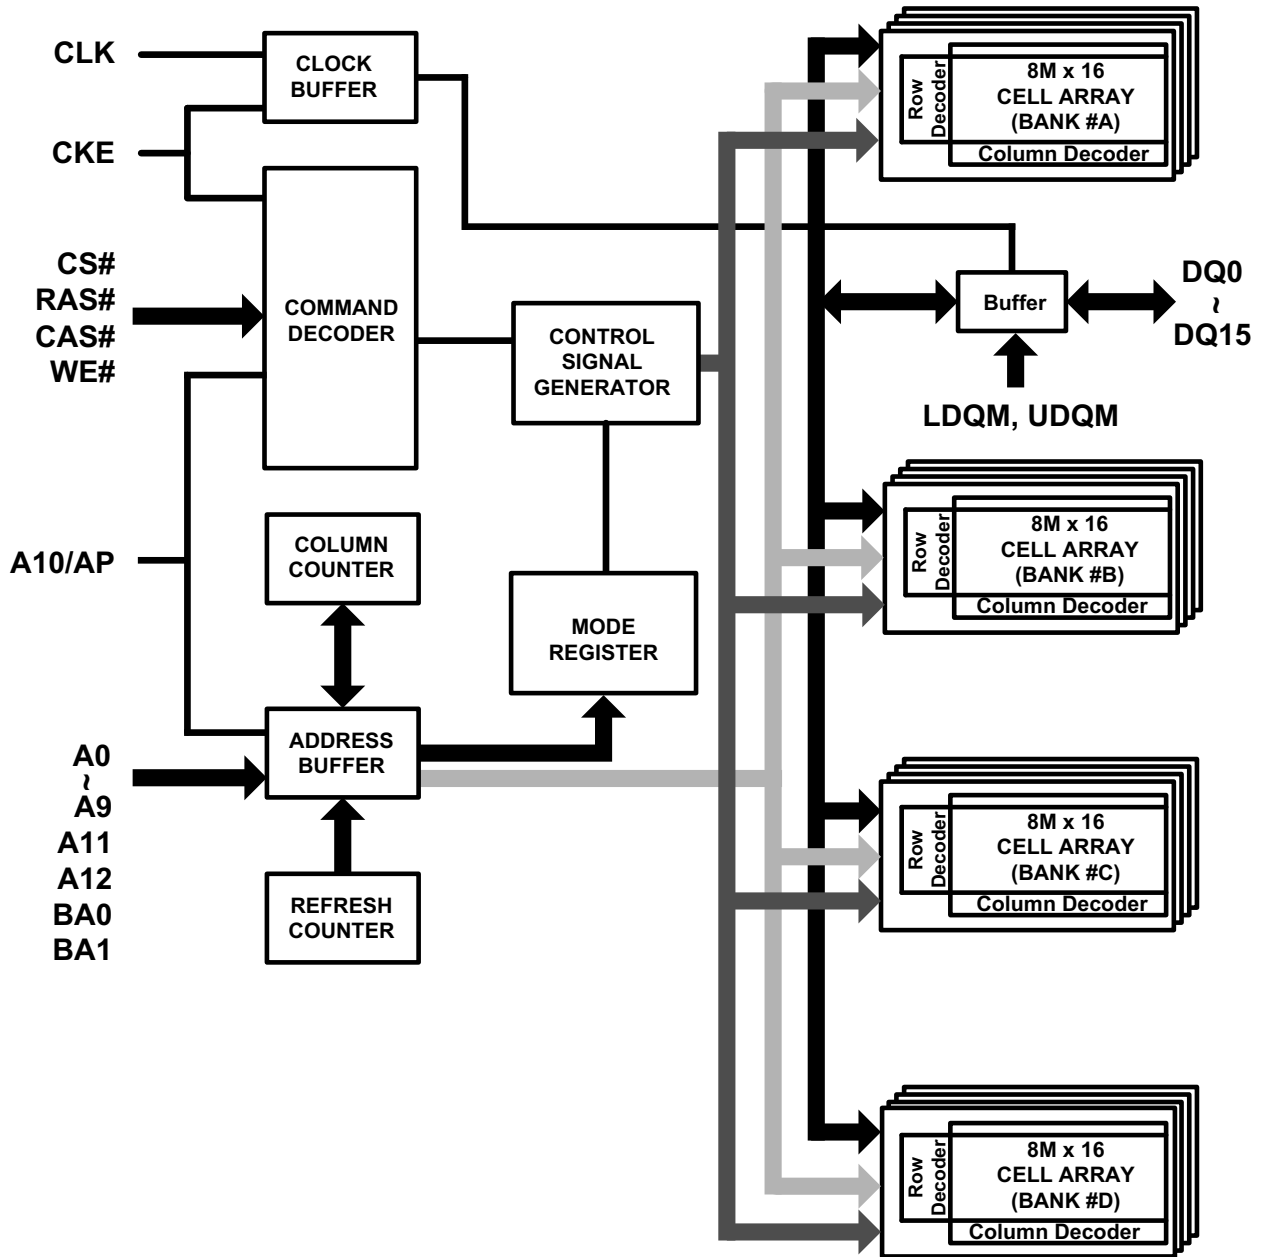 CLK
CKE
CS#
RAS#
CAS#
WE#
A10/AP
A0
~
A9
A11
A12
BA0
BA1
CLOCK
BUFFER
COMMAND
DECODER
COLUMN
COUNTER
ADDRESS
BUFFER
REFRESH
COUNTER
CONTROL
SIGNAL
GENERATOR
MODE
REGISTER
Row
Decoder
8M x 16
CELL ARRAY
(BANK #A)
Column Decoder
Buffer
DQ0
~
DQ15
LDQM, UDQM
Row
Decoder
8M x 16
CELL ARRAY
(BANK #B)
Column Decoder
Row
Decoder
8M x 16
CELL ARRAY
(BANK #C)
Column Decoder
Row
Decoder
8M x 16
CELL ARRAY
(BANK #D)
Column Decoder